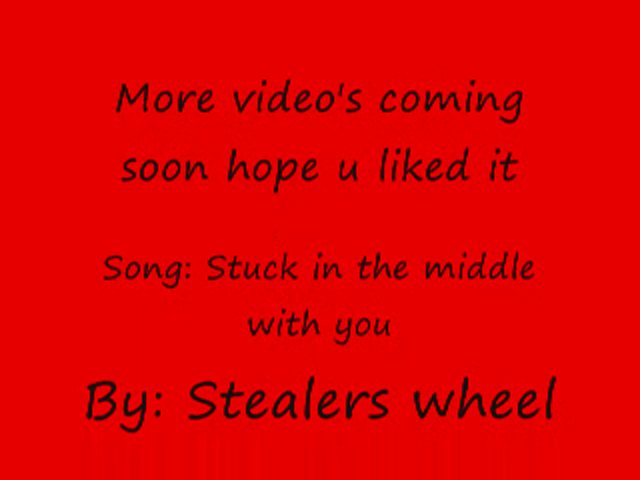 More video's coming
soon hope u liked it
Song: Stuck in the middle
with you
By: Stealers wheel